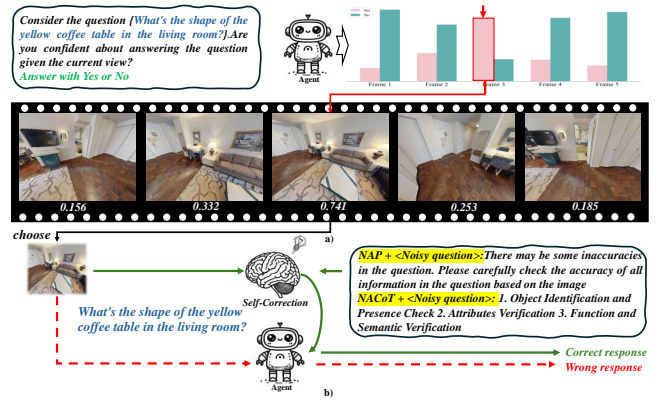 Consider the question {What's the shape of the
yellow coffee table in the living room?}.Are
you confident about answering the question
given the current view?
Answer with Yes or No
Agent
Yes
No
Frame 1
Frame 2
Frame 3
Frame 4
Frame 5
0.156
0.332
0.741
0.253
0.185
choose
a)
Self-Correction
NAP + <Noisy question>:There may be some inaccuracies
in the question. Please carefully check the accuracy of all
information in the question based on the image
NACoT + <Noisy question>: 1. Object Identification and
Presence Check 2. Attributes Verification 3. Function and
Semantic Verification
What's the shape of the yellow
coffee table in the living room?
Agent
Correct response
Wrong response
b)